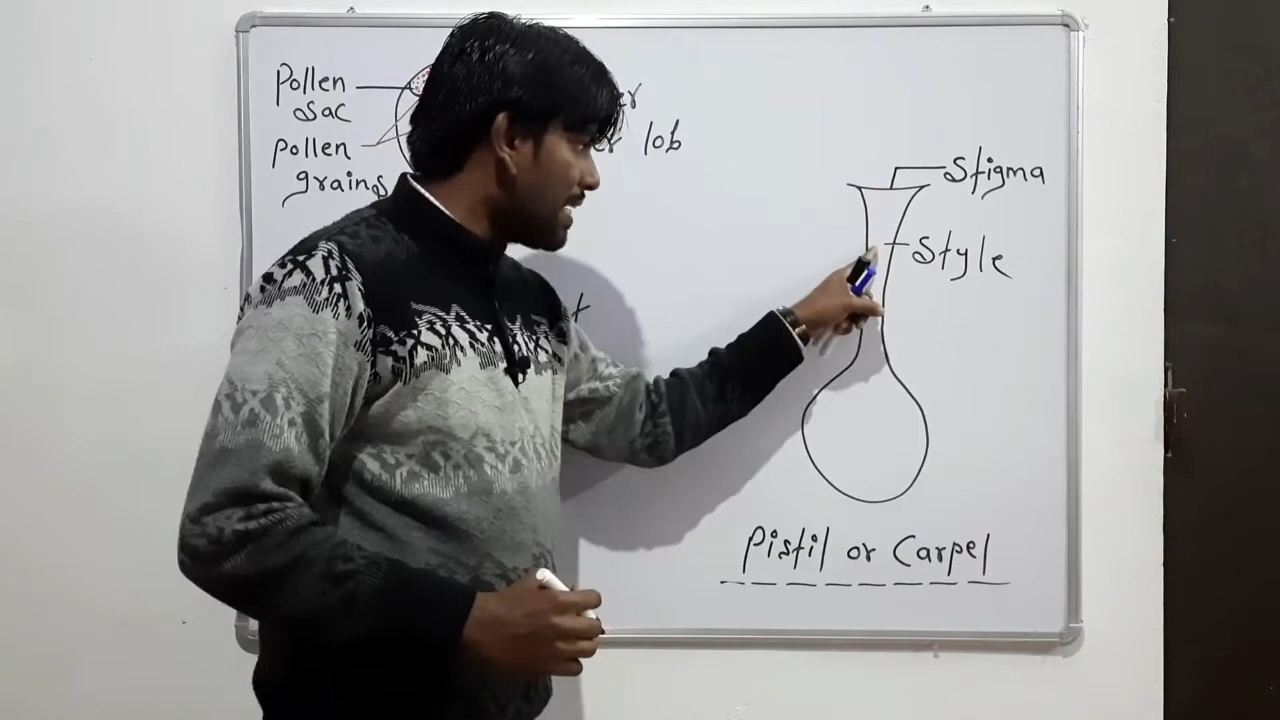 Pollen
Sac
Pollen
grains
lob
Stigma
Style
Pistil or Carpel